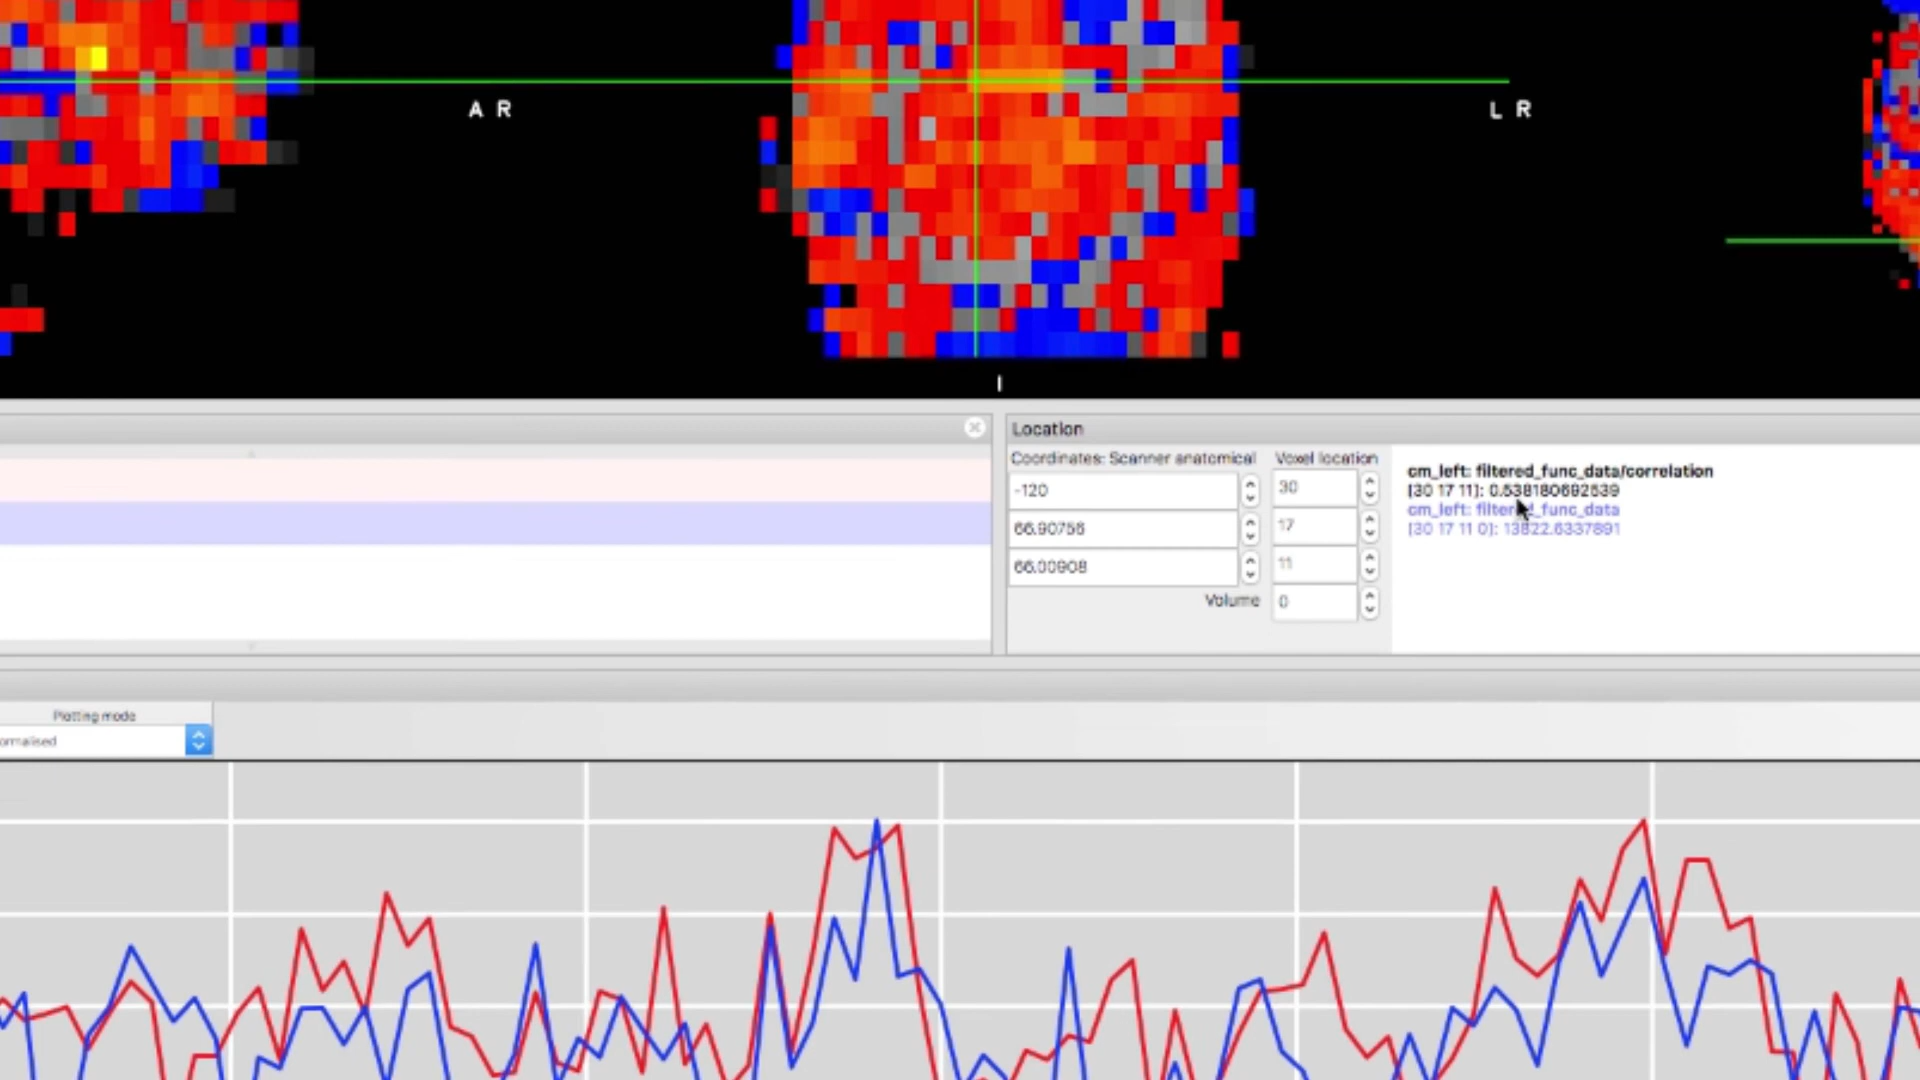 A R
L R
I
Location
Coordinates: Scanner anatomical
Voxel location
-120
30
66.90756
17
66.00908
11
Volume
0
cm_left: filtered_func_data/correlation
[30 17 11]: 0.538180692539
cm_left: filtered_func_data
[30 17 11 0]: 13822.6337891
Plotting mode
ormalised